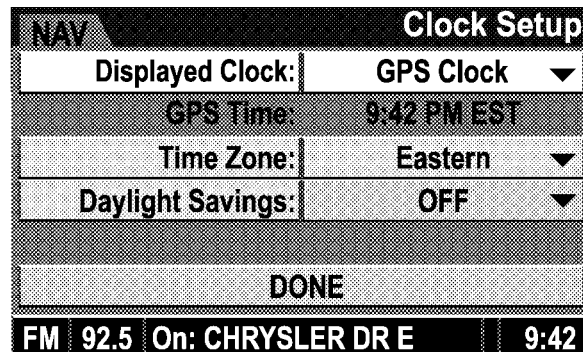 NAV Clock Setup
Displayed Clock: GPS Clock
GPS Time: 9:42 PM EST
Time Zone: Eastern
Daylight Savings: OFF
DONE
FM 92.5 On: CHRYSLER DR E 9:42